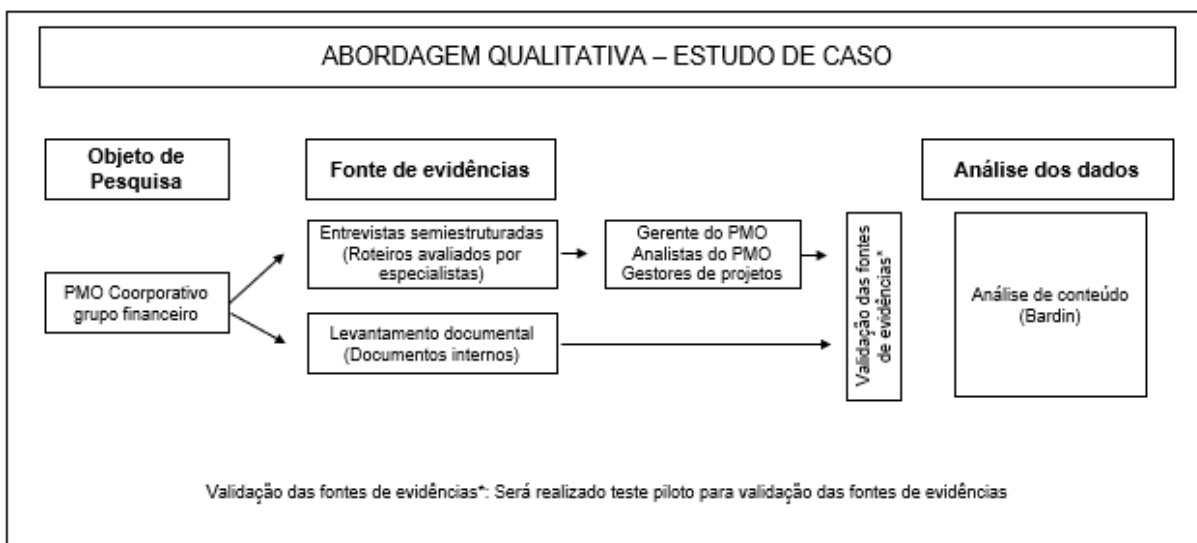 ABORDAGEM QUALITATIVA – ESTUDO DE CASO
Objeto de
Pesquisa
Fonte de evidências
Análise dos dados
PMO Coorporativo
grupo financeiro
Entrevistas semiestruturadas
(Roteiros avaliados por
especialistas)
Gerente do PMO
Analistas do PMO
Gestores de projetos
Levantamento documental
(Documentos internos)
Validação das fontes
de evidências*
Análise de conteúdo
(Bardin)
Validação das fontes de evidências*: Será realizado teste piloto para validação das fontes de evidências